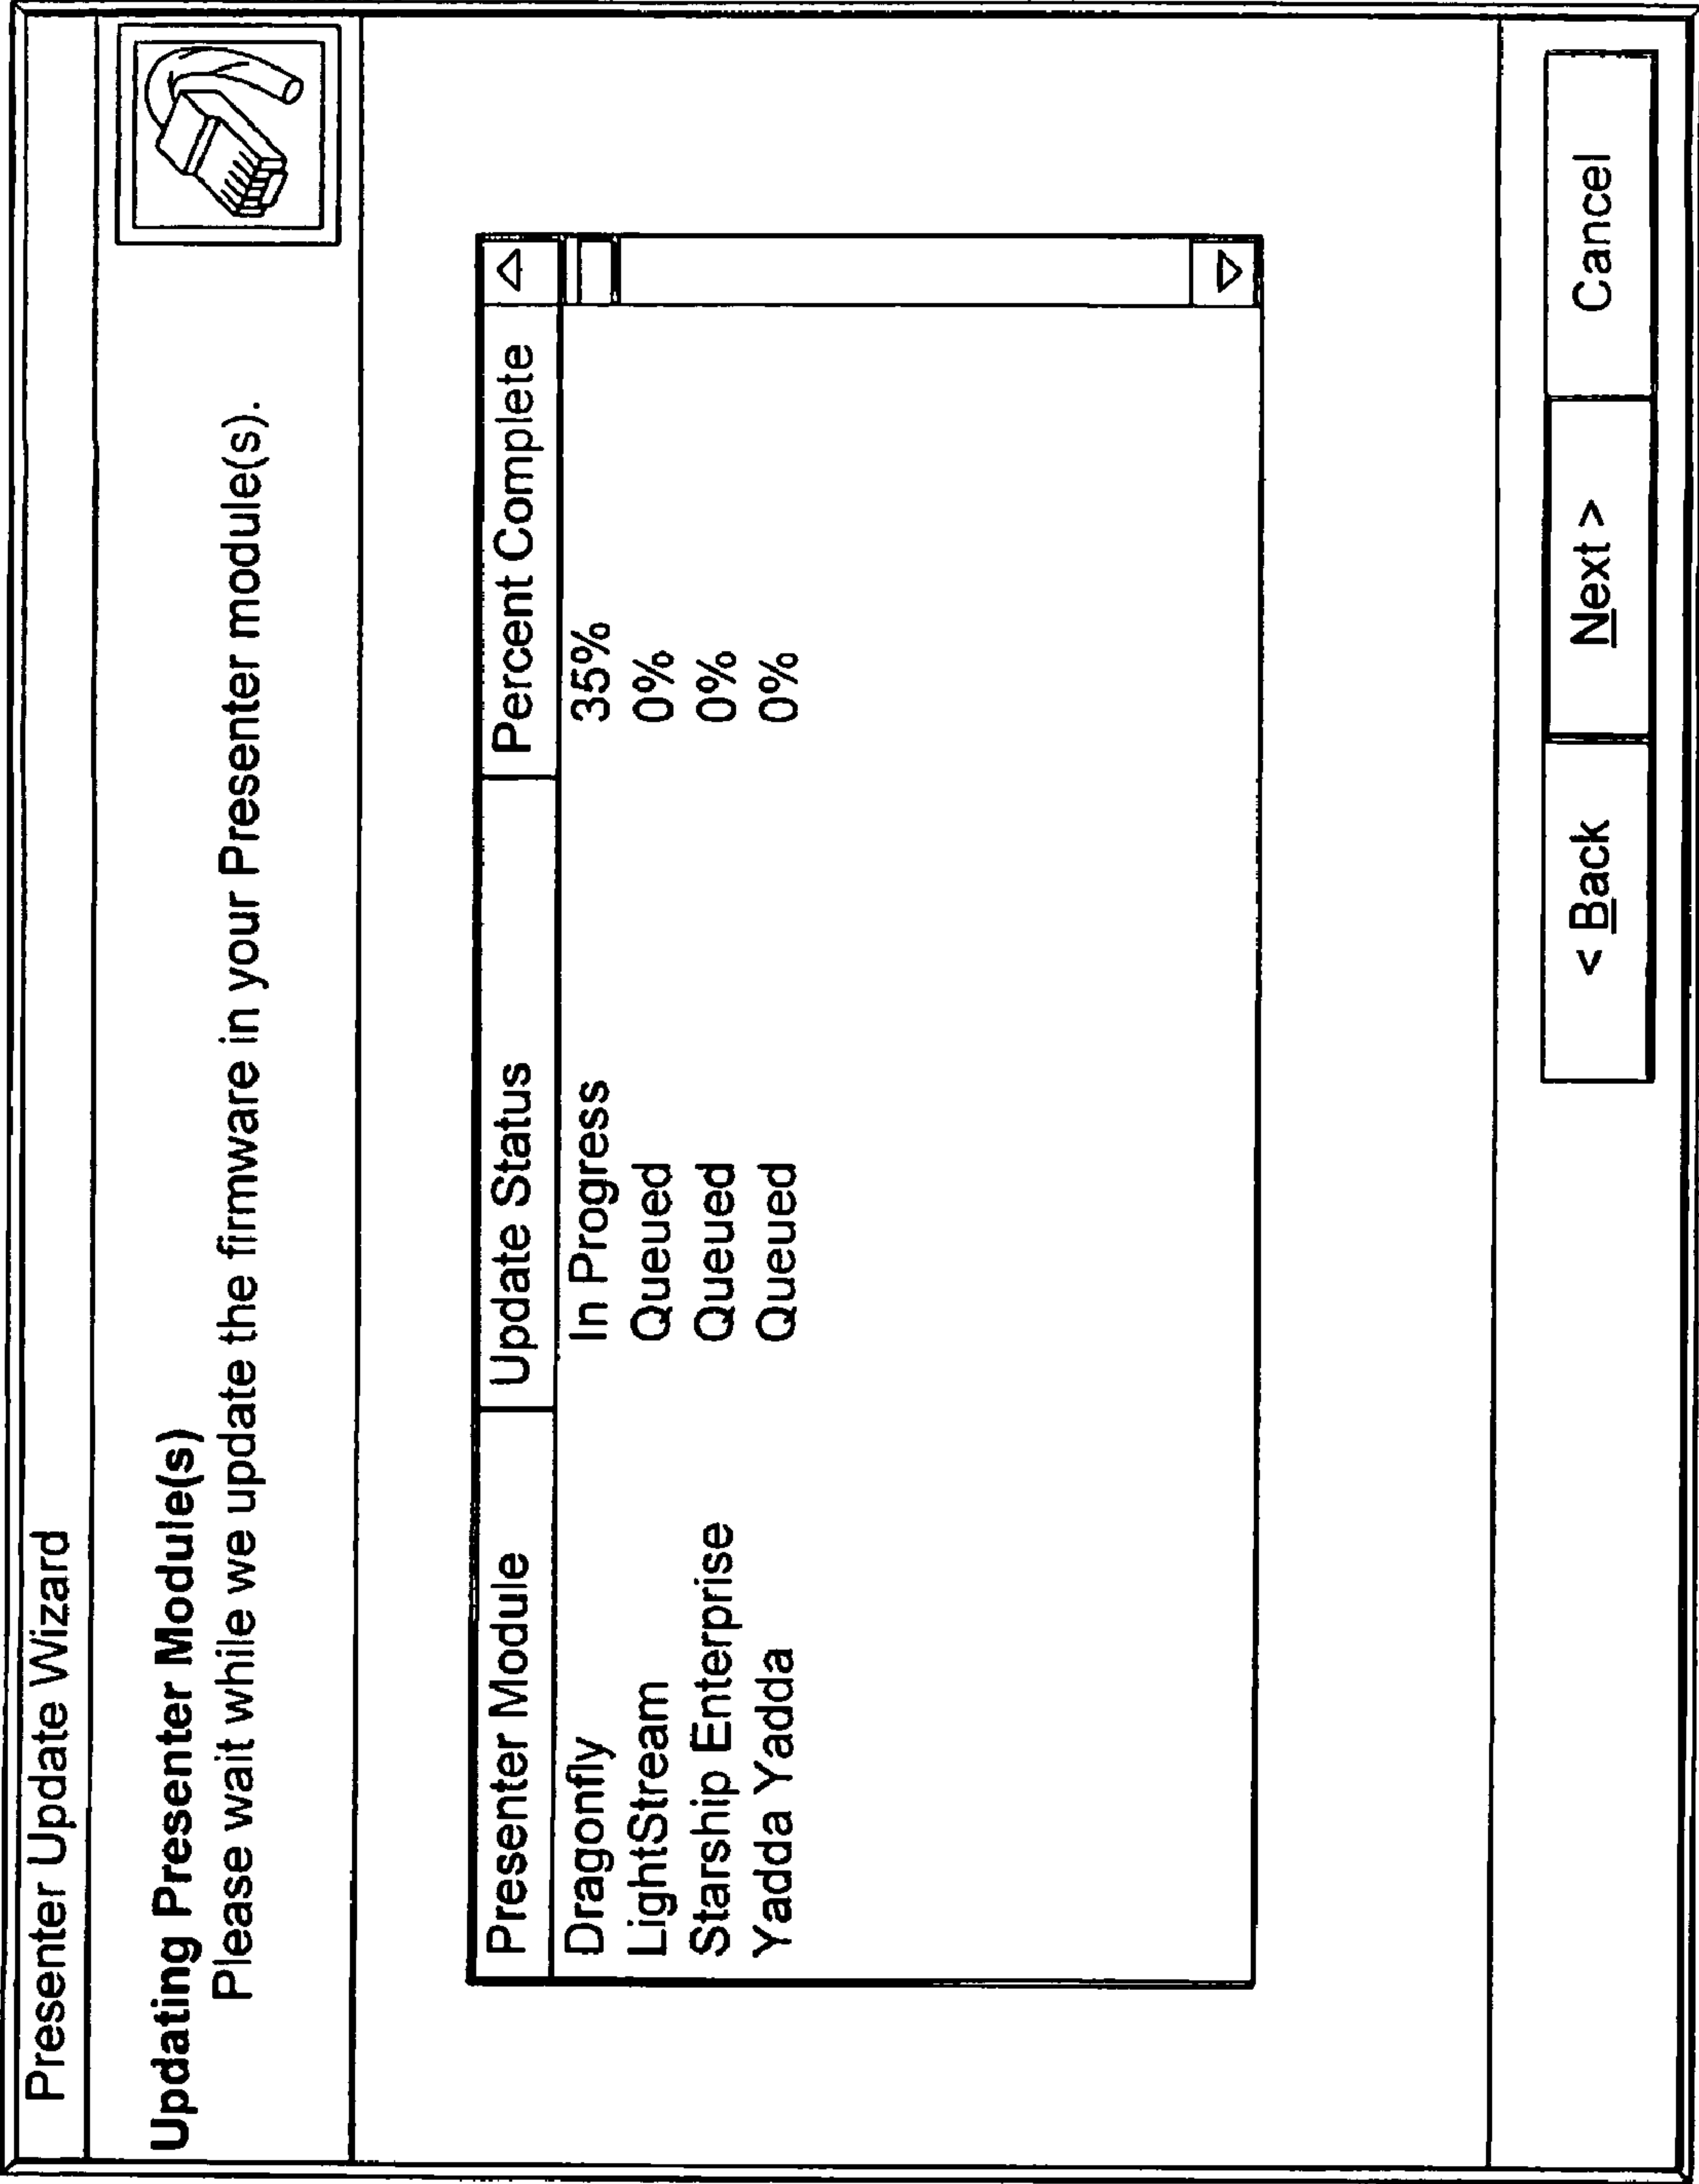 Presenter Update Wizard
Updating Presenter Module(s)
Please wait while we update the firmware in your Presenter module(s).
Presenter Module Update Status Percent Complete
Dragonfly In Progress 35%
LightStream Queued 0%
Starship Enterprise Queued 0%
Yadda Yadda Queued 0%
< Back Next > Cancel